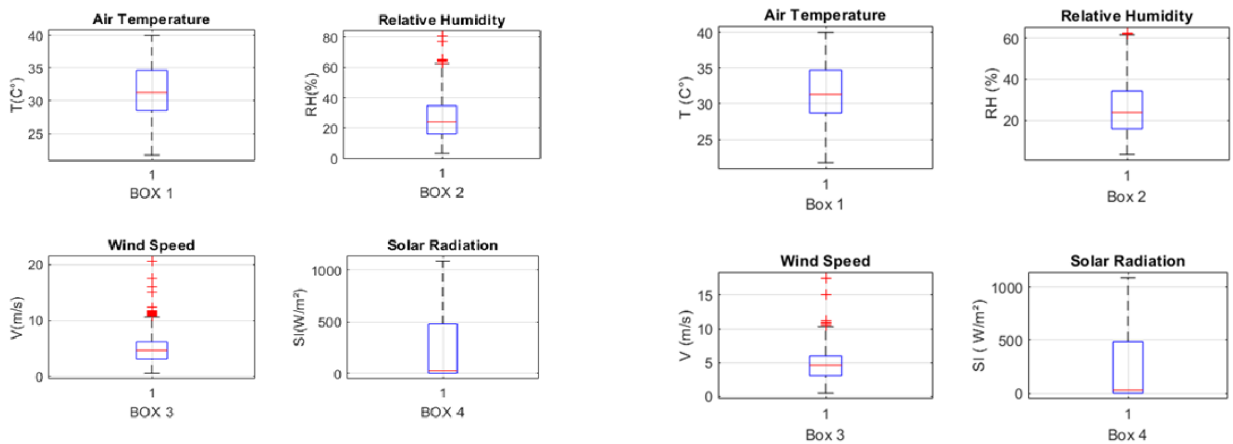 Air Temperature
40
35
30
25
T(C°)
1
BOX 1
Relative Humidity
80
60
40
20
0
RH(%)
1
BOX 2
Wind Speed
20
10
0
V(m/s)
1
BOX 3
Solar Radiation
1000
500
0
SI(W/m²)
1
BOX 4
Air Temperature
40
35
30
25
T (C°)
1
Box 1
Relative Humidity
60
40
20
RH (%)
1
Box 2
Wind Speed
15
10
5
0
V (m/s)
1
Box 3
Solar Radiation
1000
500
0
SI ( W/m²)
1
Box 4